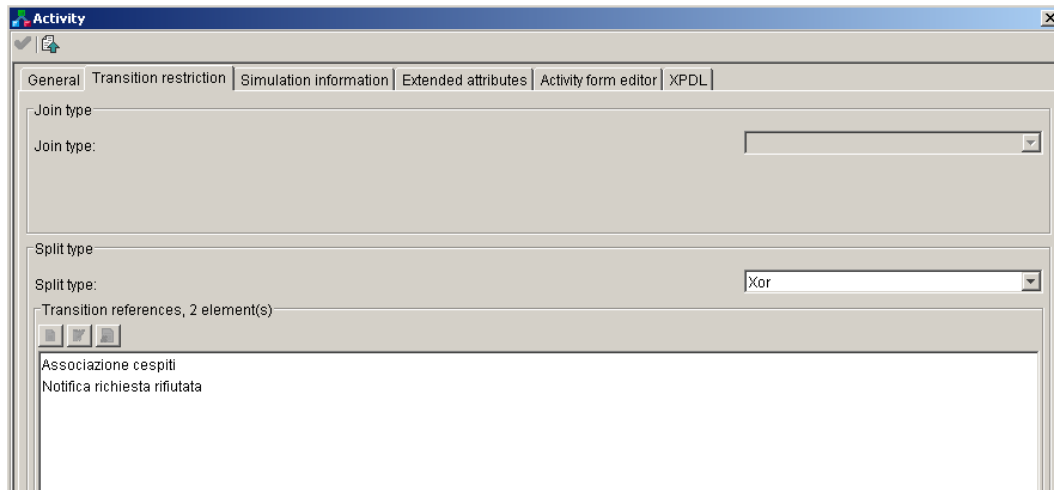 Activity
General Transition restriction Simulation information Extended attributes Activity form editor XPDL
Join type
Join type:
Split type
Split type: Xor
Transition references, 2 element(s)
Associazione cespiti
Notifica richiesta rifiutata